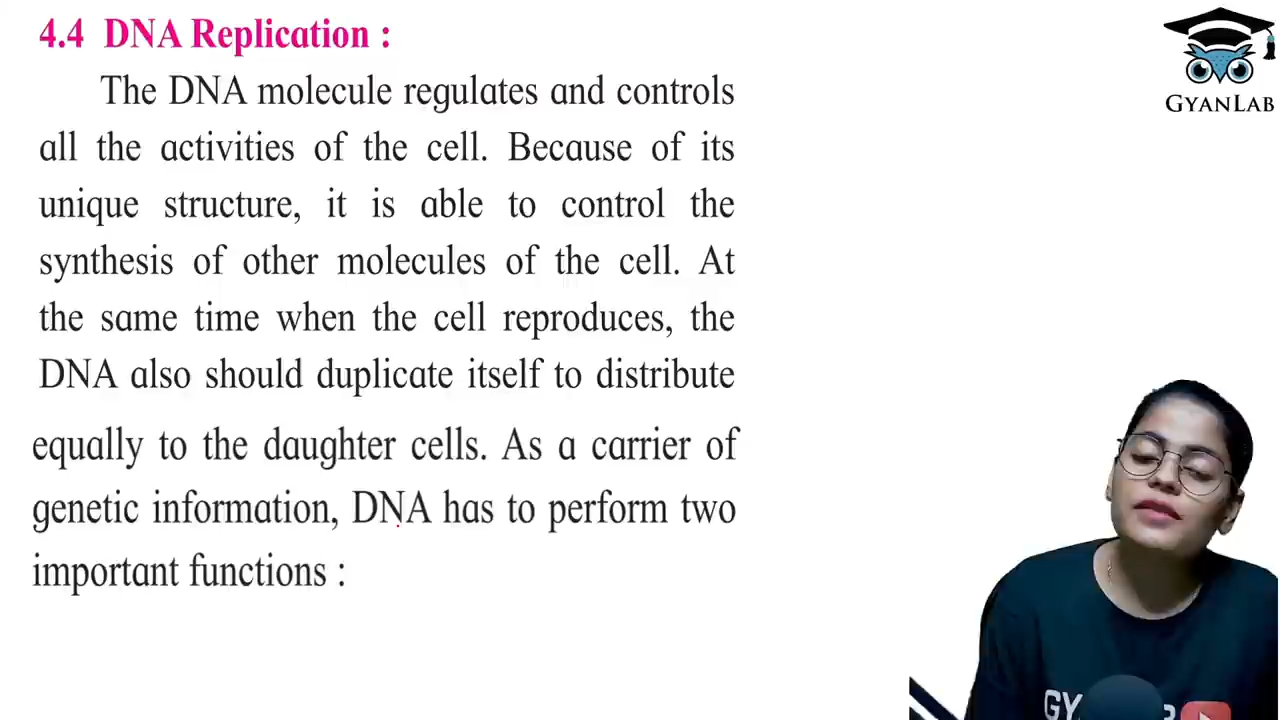 4.4 DNA Replication :
The DNA molecule regulates and controls
all the activities of the cell. Because of its
unique structure, it is able to control the
synthesis of other molecules of the cell. At
the same time when the cell reproduces, the
DNA also should duplicate itself to distribute
equally to the daughter cells. As a carrier of
genetic information, DNA has to perform two
important functions :
GYANLAB